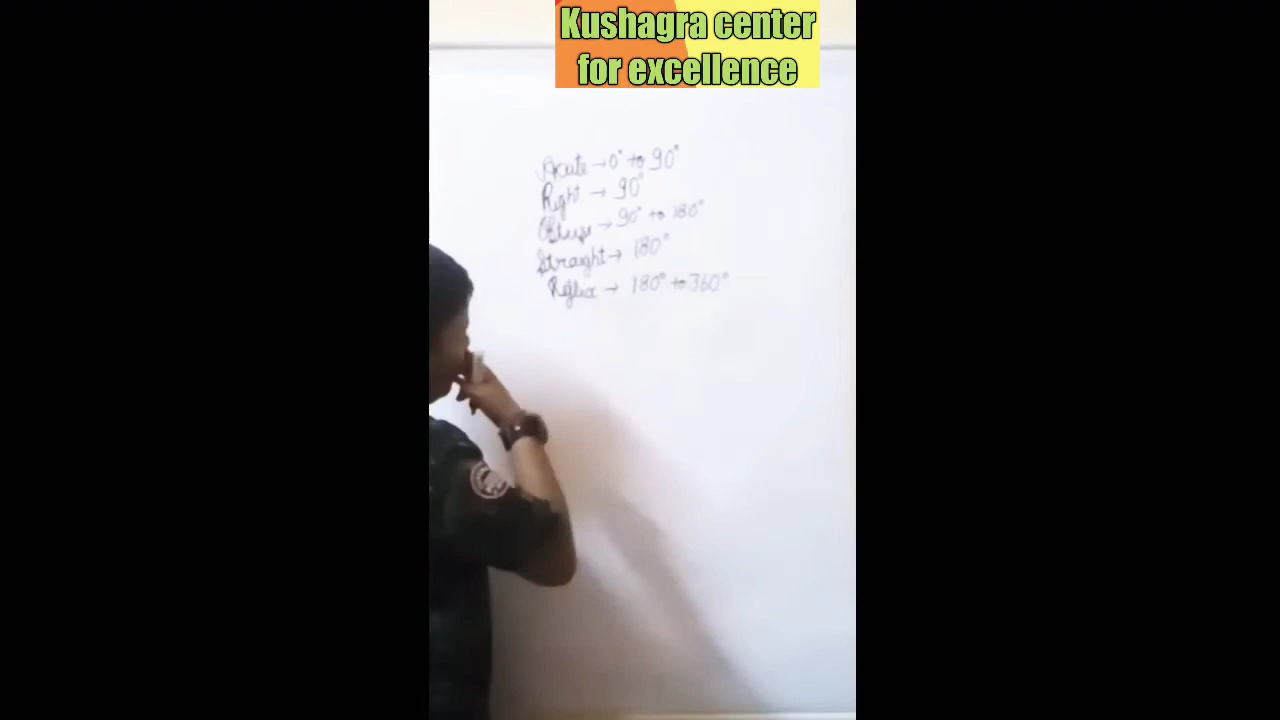 Kushagra center
for excellence
Acute → 0° to 90°
Right → 90°
Obtuse → 90° to 180°
Straight → 180°
Reflex → 180° to 360°